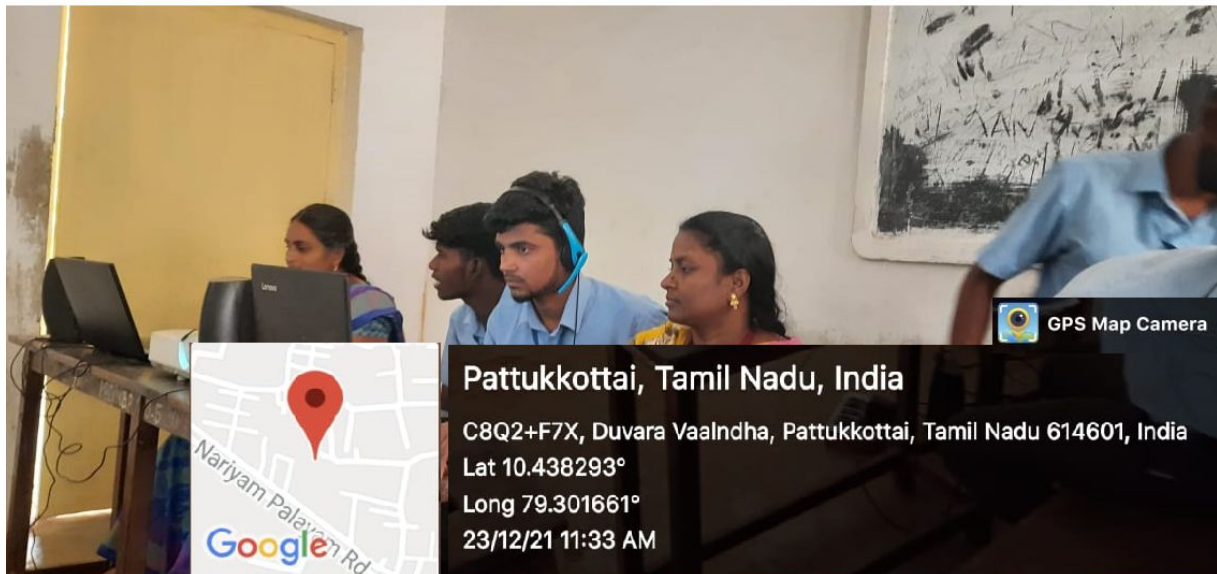 Lenovo
GPS Map Camera
Pattukkottai, Tamil Nadu, India
C8Q2+F7X, Duvara Vaalndha, Pattukkottai, Tamil Nadu 614601, India
Lat 10.438293°
Long 79.301661°
23/12/21 11:33 AM
Nariyam Palayam Rd
Google